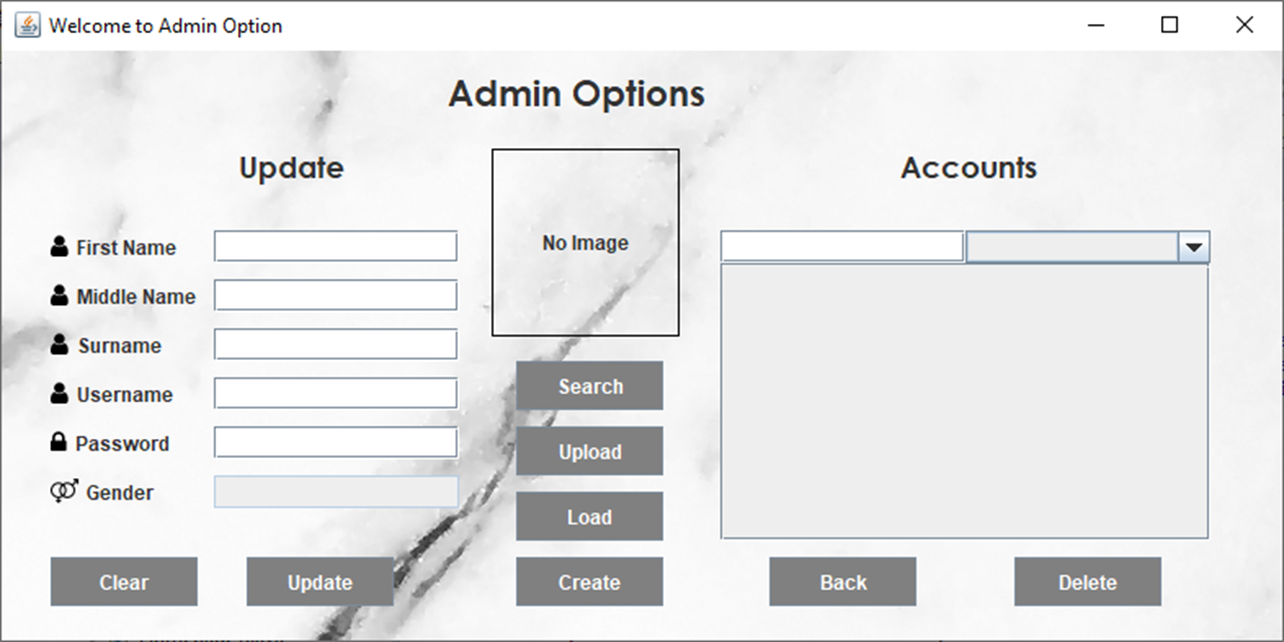 Welcome to Admin Option
Admin Options
Update
Accounts
No Image
First Name
Middle Name
Surname
Username
Password
Gender
Search
Upload
Load
Clear
Update
Create
Back
Delete